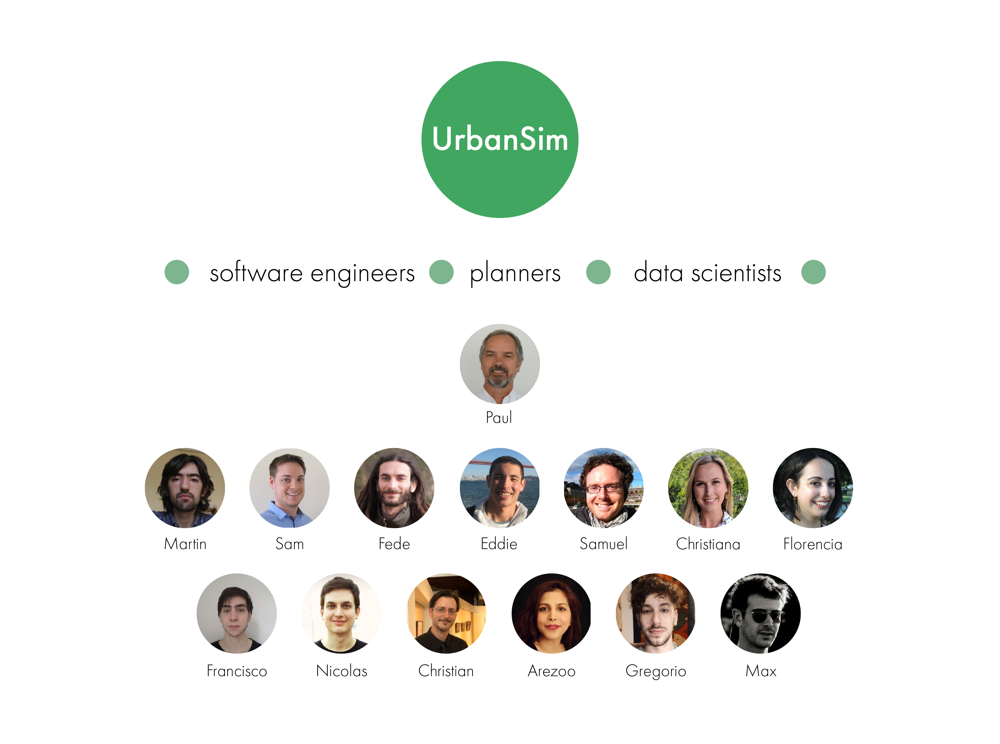 UrbanSim
software engineers planners data scientists
Paul
Martin Sam Fede Eddie Samuel Christiana Florencia
Francisco Nicolas Christian Arezoo Gregorio Max